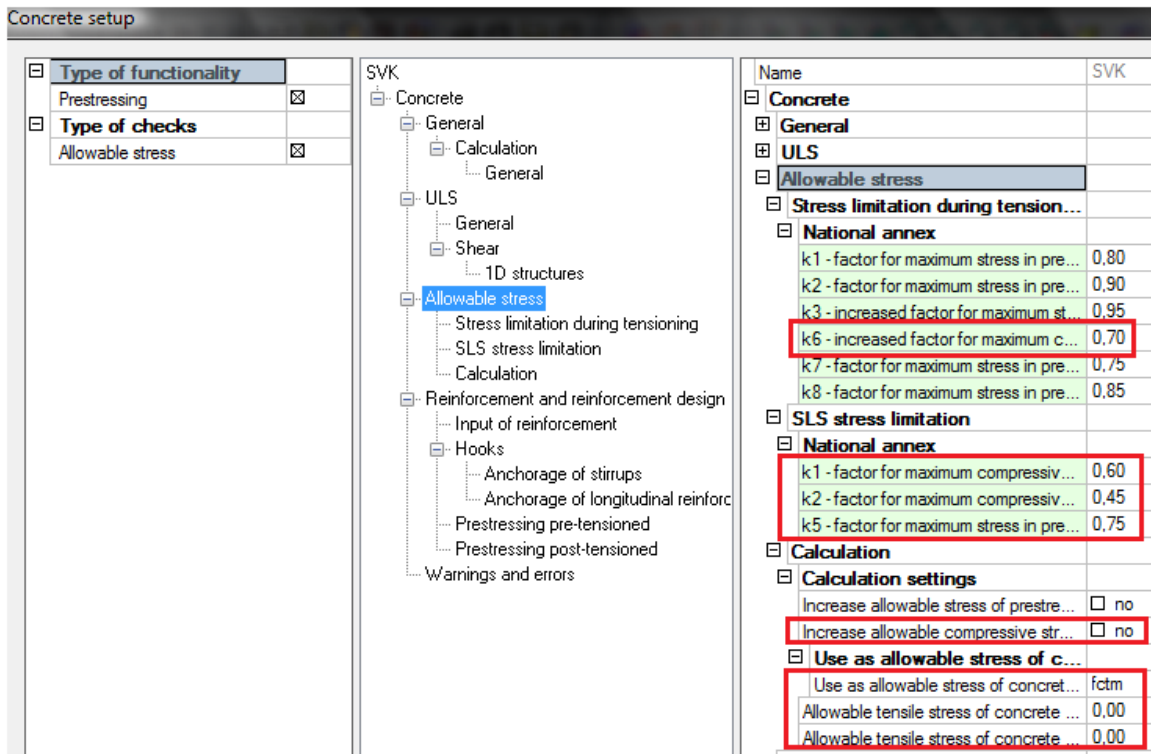 Concrete setup
Type of functionality
Prestressing
Type of checks
Allowable stress
SVK
Concrete
General
Calculation
General
ULS
General
Shear
1D structures
Allowable stress
Stress limitation during tensioning
SLS stress limitation
Calculation
Reinforcement and reinforcement design
Input of reinforcement
Hooks
Anchorage of stirrups
Anchorage of longitudinal reinforc
Prestressing pre-tensioned
Prestressing post-tensioned
Warnings and errors
Name SVK
Concrete
General
ULS
Allowable stress
Stress limitation during tension...
National annex
k1 - factor for maximum stress in pre... 0,80
k2 - factor for maximum stress in pre... 0,90
k3 - increased factor for maximum st... 0,95
k6 - increased factor for maximum c... 0,70
k7 - factor for maximum stress in pre... 0,75
k8 - factor for maximum stress in pre... 0,85
SLS stress limitation
National annex
k1 - factor for maximum compressiv... 0,60
k2 - factor for maximum compressiv... 0,45
k5 - factor for maximum stress in pre... 0,75
Calculation
Calculation settings
Increase allowable stress of prestre... no
Increase allowable compressive str... no
Use as allowable stress of c...
Use as allowable stress of concret... fctm
Allowable tensile stress of concrete ... 0,00
Allowable tensile stress of concrete ... 0,00